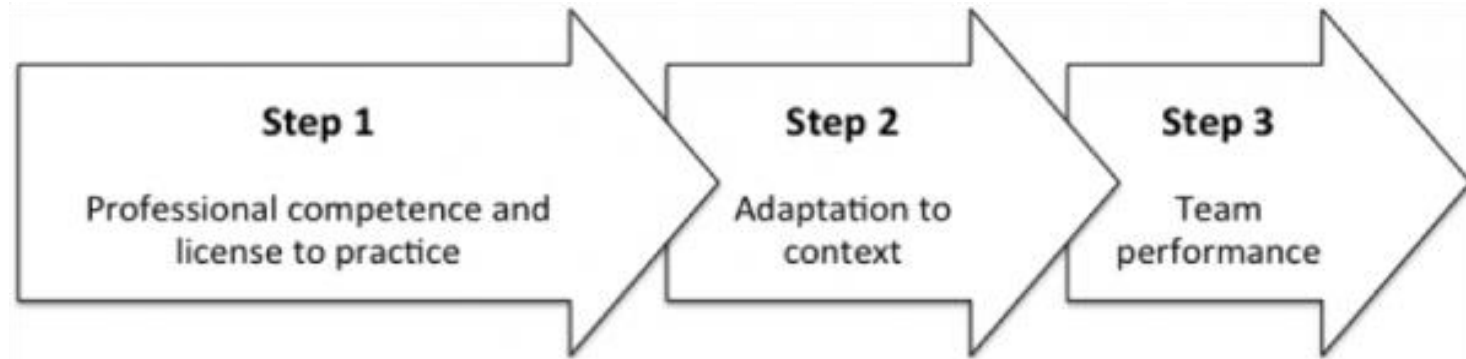 Step 1
Professional competence and
license to practice
Step 2
Adaptation to
context
Step 3
Team
performance